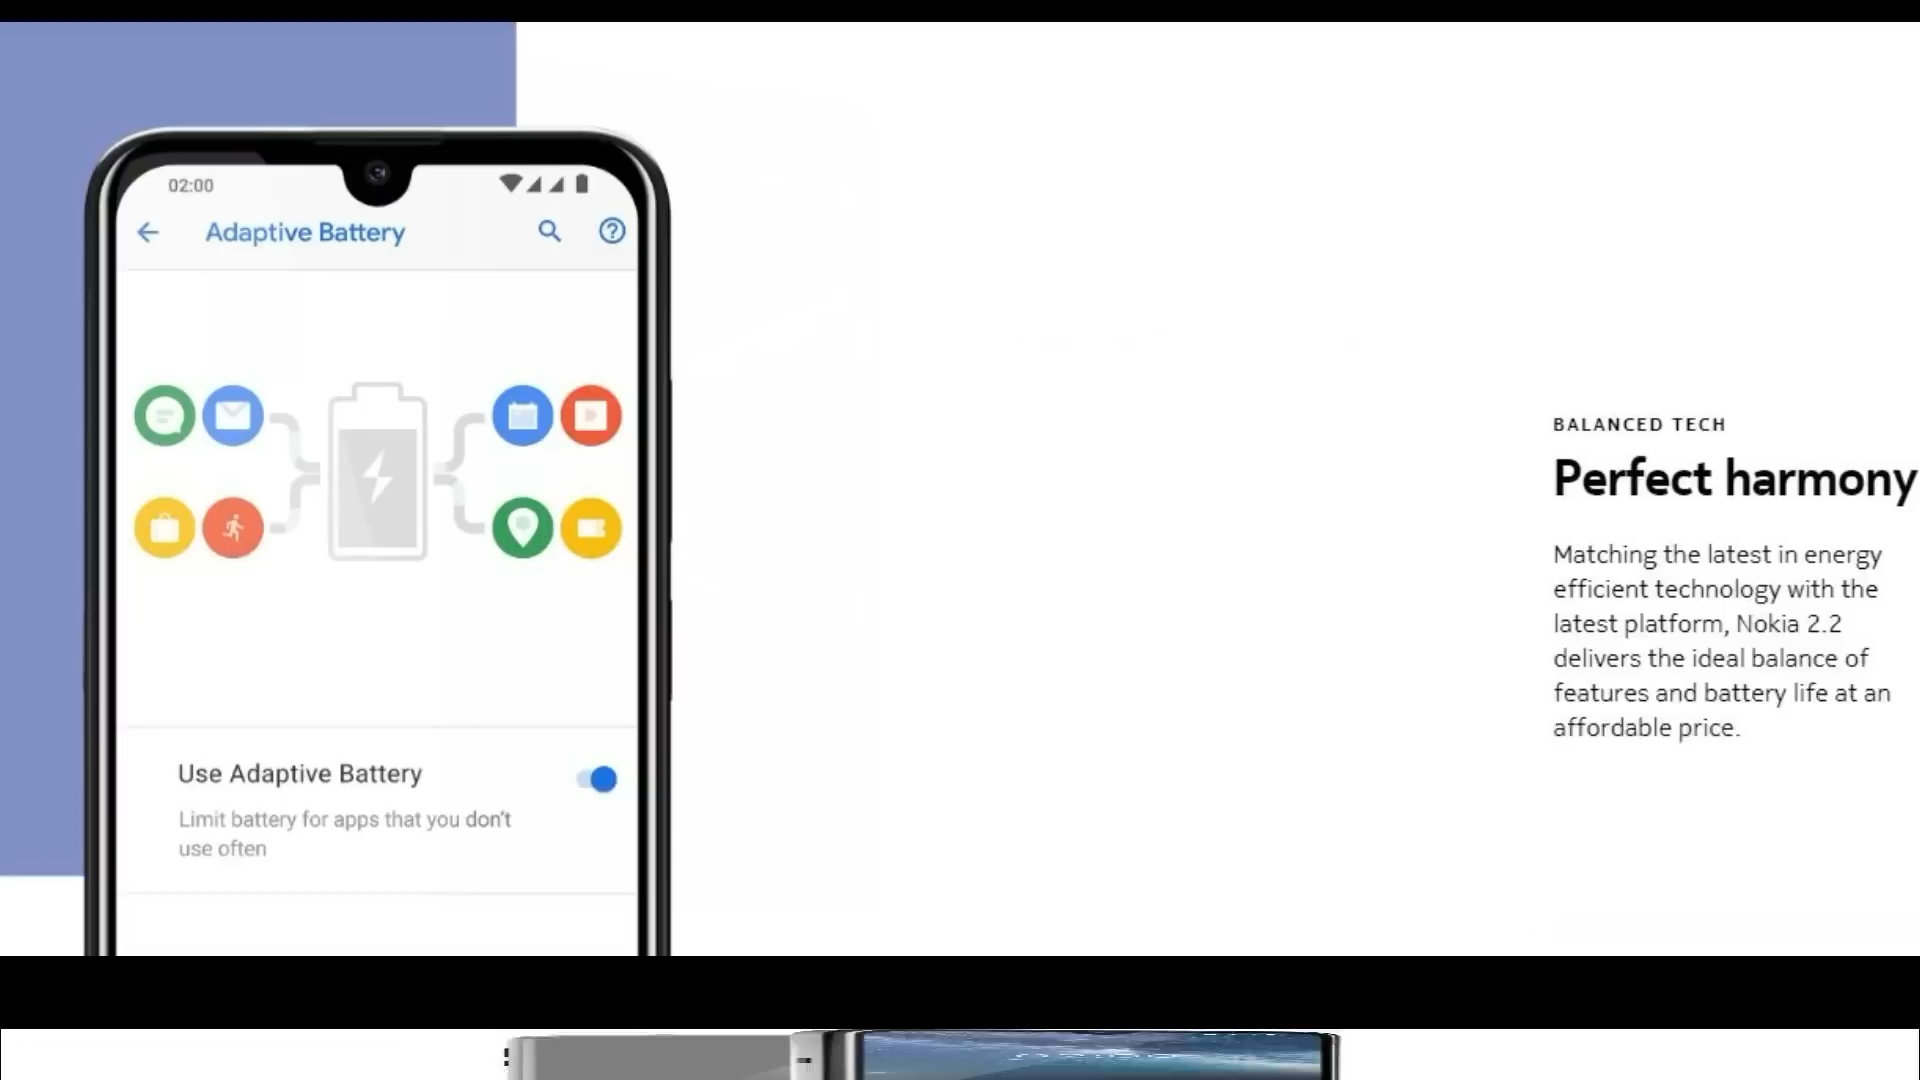 02:00
Adaptive Battery
Use Adaptive Battery
Limit battery for apps that you don't
use often
BALANCED TECH
Perfect harmony
Matching the latest in energy
efficient technology with the
latest platform, Nokia 2.2
delivers the ideal balance of
features and battery life at an
affordable price.